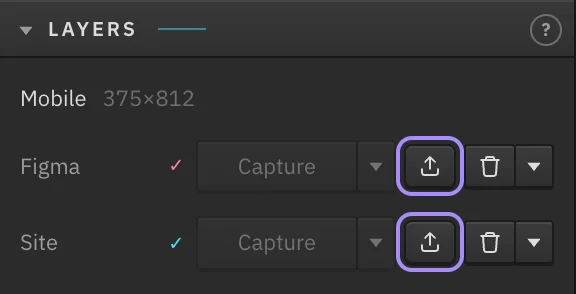 LAYERS ?
Mobile 375×812
Figma ✓ Capture
Site ✓ Capture